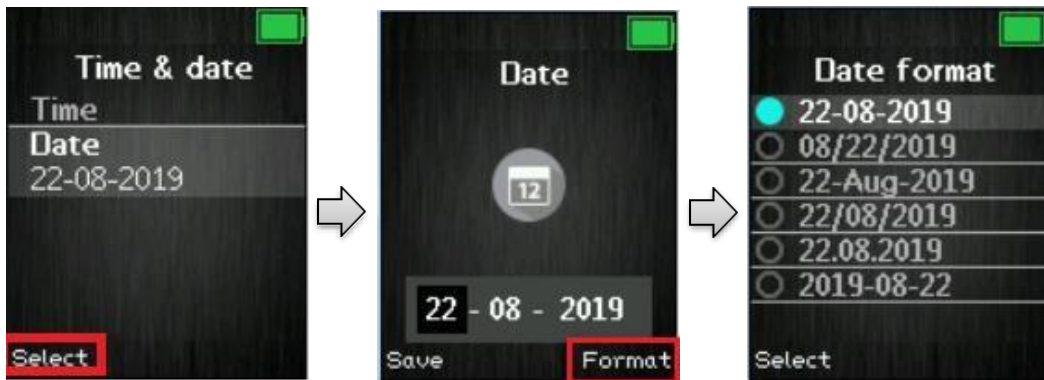 Time & date
Time
Date
22-08-2019
Select
Date
12
22 - 08 - 2019
Save Format
Date format
22-08-2019
08/22/2019
22-Aug-2019
22/08/2019
22.08.2019
2019-08-22
Select